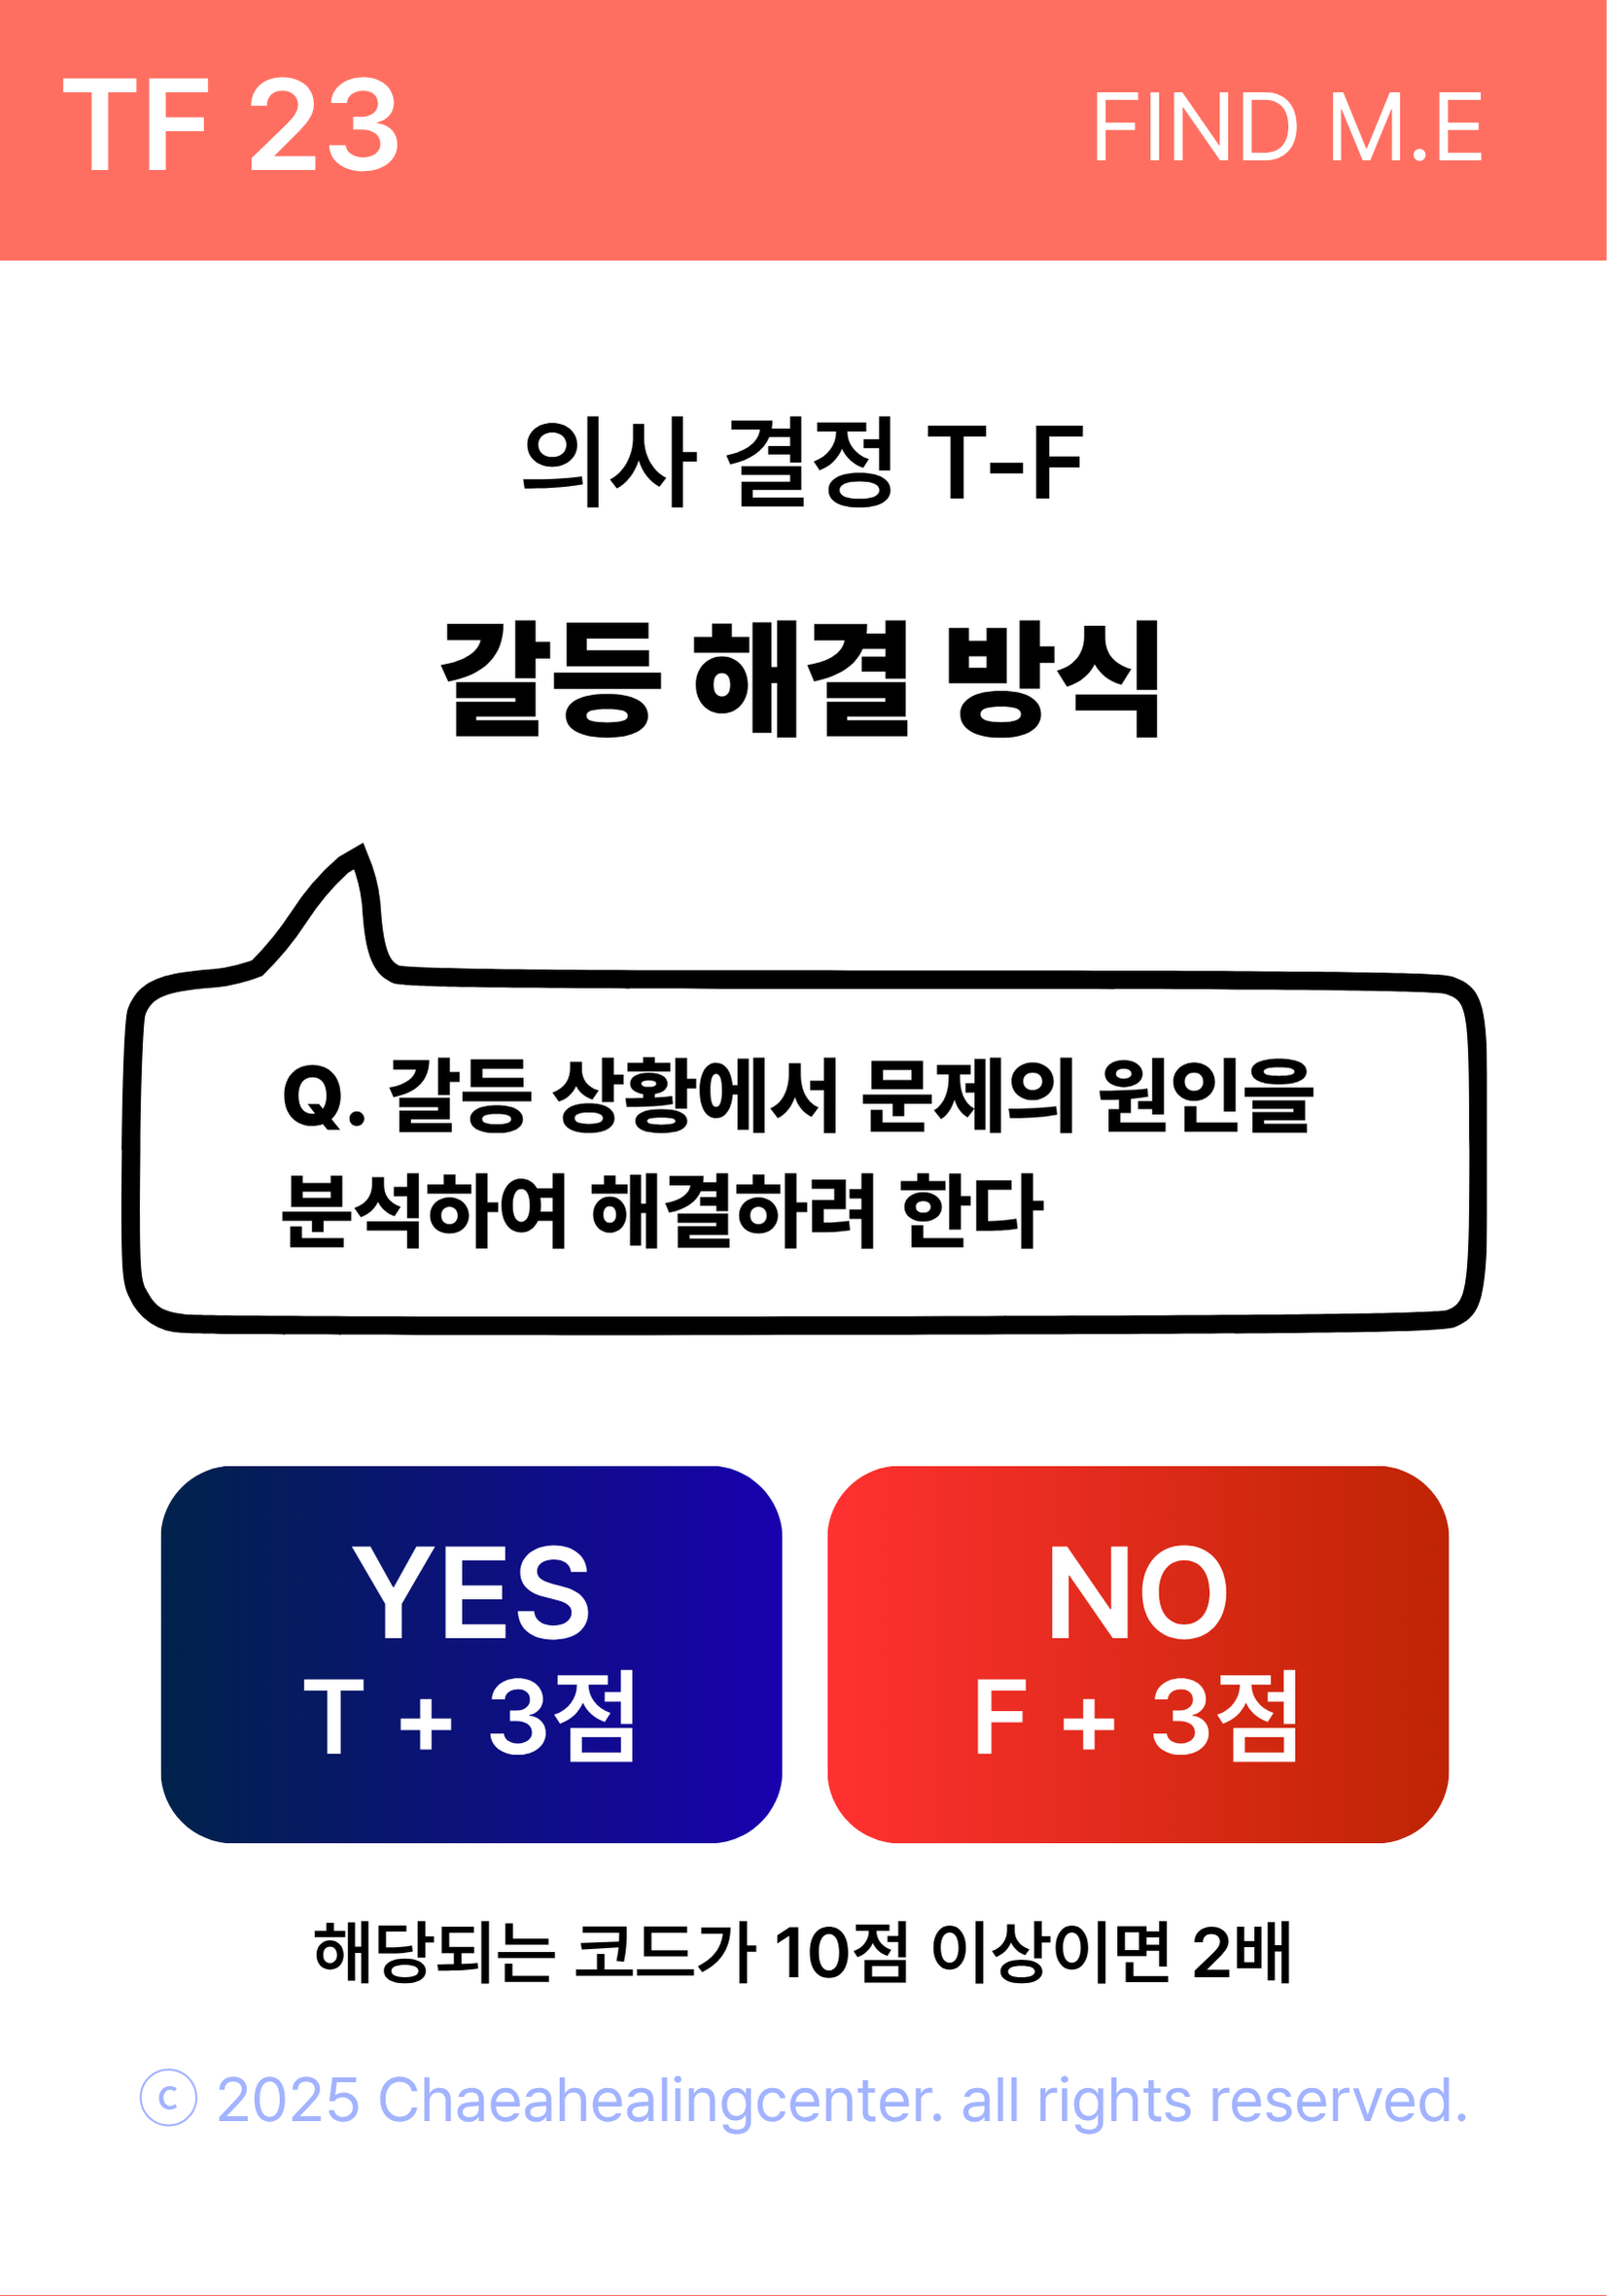 TF 23
FIND M.E
의사 결정 T-F
갈등 해결 방식
Q. 갈등 상황에서 문제의 원인을
분석하여 해결하려 한다
YES
T + 3점
NO
F + 3점
해당되는 코드가 10점 이상이면 2배
© 2025 Chaeahealingcenter. all rights reserved.